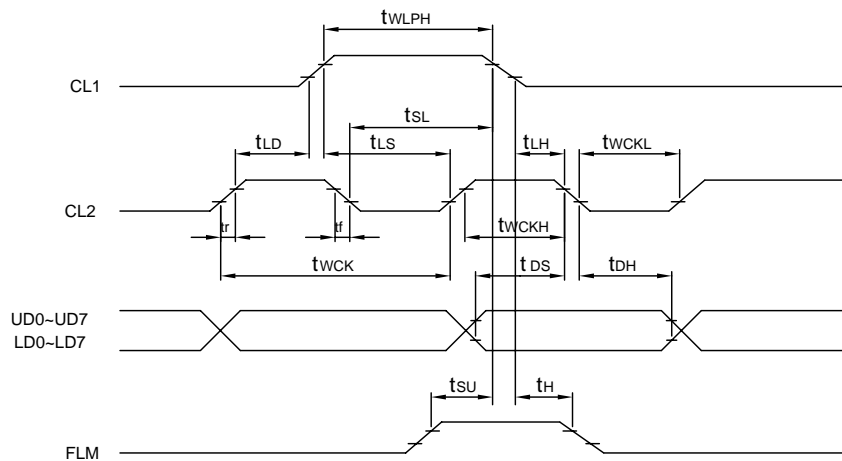 tWLPH
CL1
tSL
tLD
tLS
tLH
tWCKL
CL2
tr
tf
tWCKH
tWCK
tDS
tDH
UD0~UD7
LD0~LD7
tSU
tH
FLM